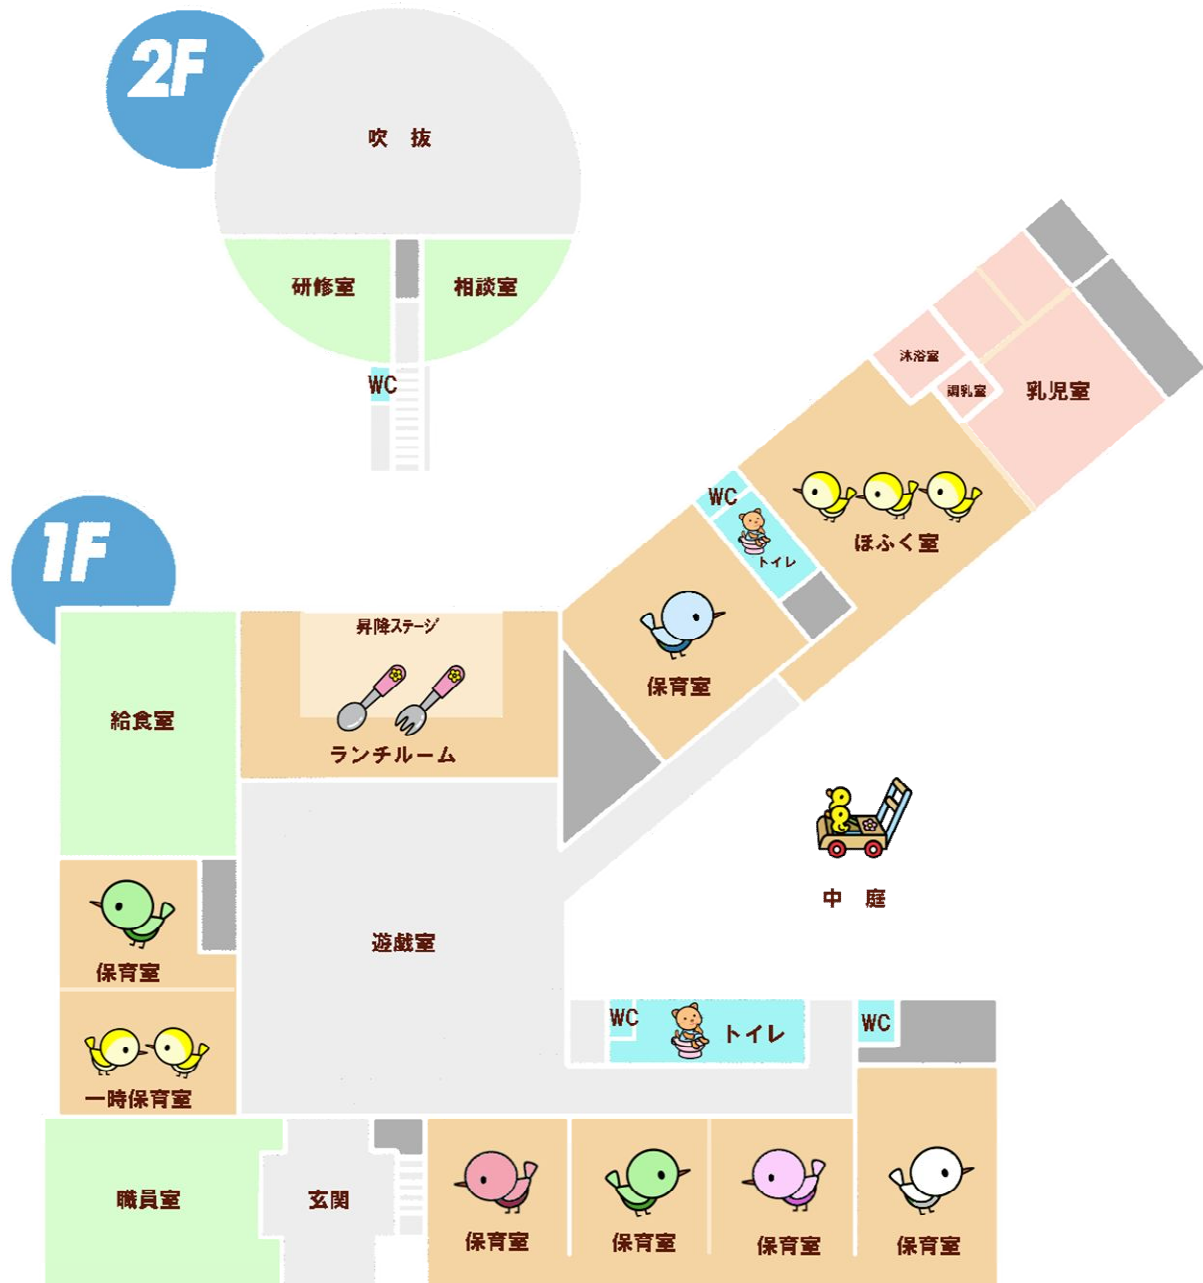 2F
吹 抜
研修室
相談室
WC
沐浴室
調乳室
乳児室
WC
トイレ
ほふく室
保育室
1F
昇降ステージ
ランチルーム
給食室
中 庭
遊戯室
保育室
一時保育室
WC
トイレ
WC
職員室
玄関
保育室
保育室
保育室
保育室